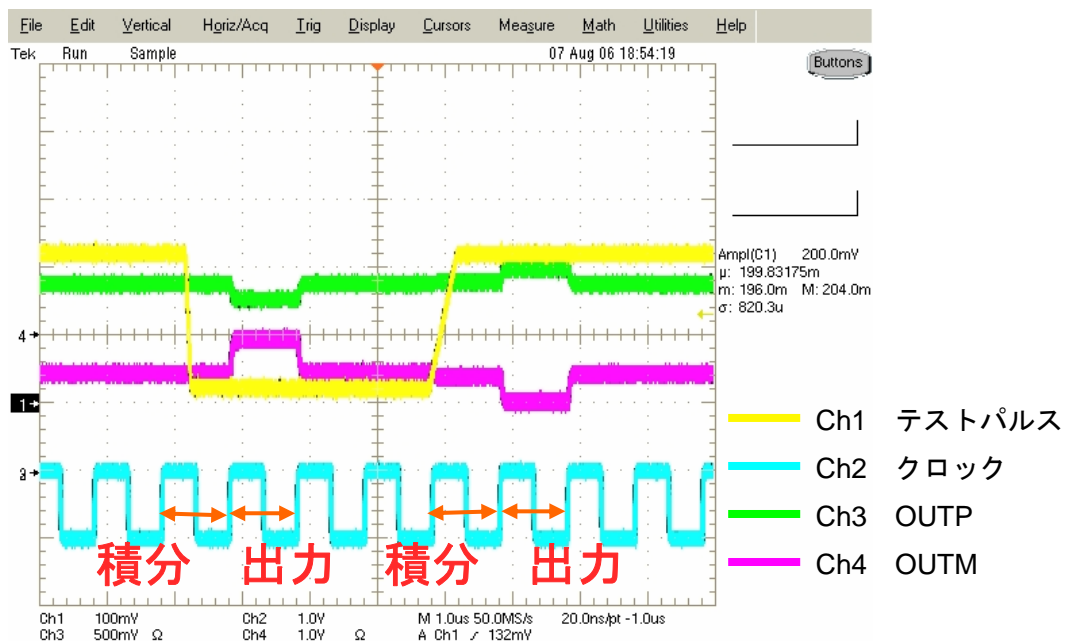 File Edit Vertical Horiz/Acq Trig Display Cursors Measure Math Utilities Help
Tek Run Sample 07 Aug 06 18:54:19
Buttons
Ampl(C1) 200.0mV
μ: 199.83175m
m: 196.0m M: 204.0m
σ: 820.3u
4
1
3
Ch1 テストパルス
Ch2 クロック
Ch3 OUTP
Ch4 OUTM
積分 出力 積分 出力
Ch1 100mV Ch2 1.0V M 1.0us 50.0MS/s 20.0ns/pt -1.0us
Ch3 500mV Ω Ch4 1.0V Ω A Ch1 / 132mV